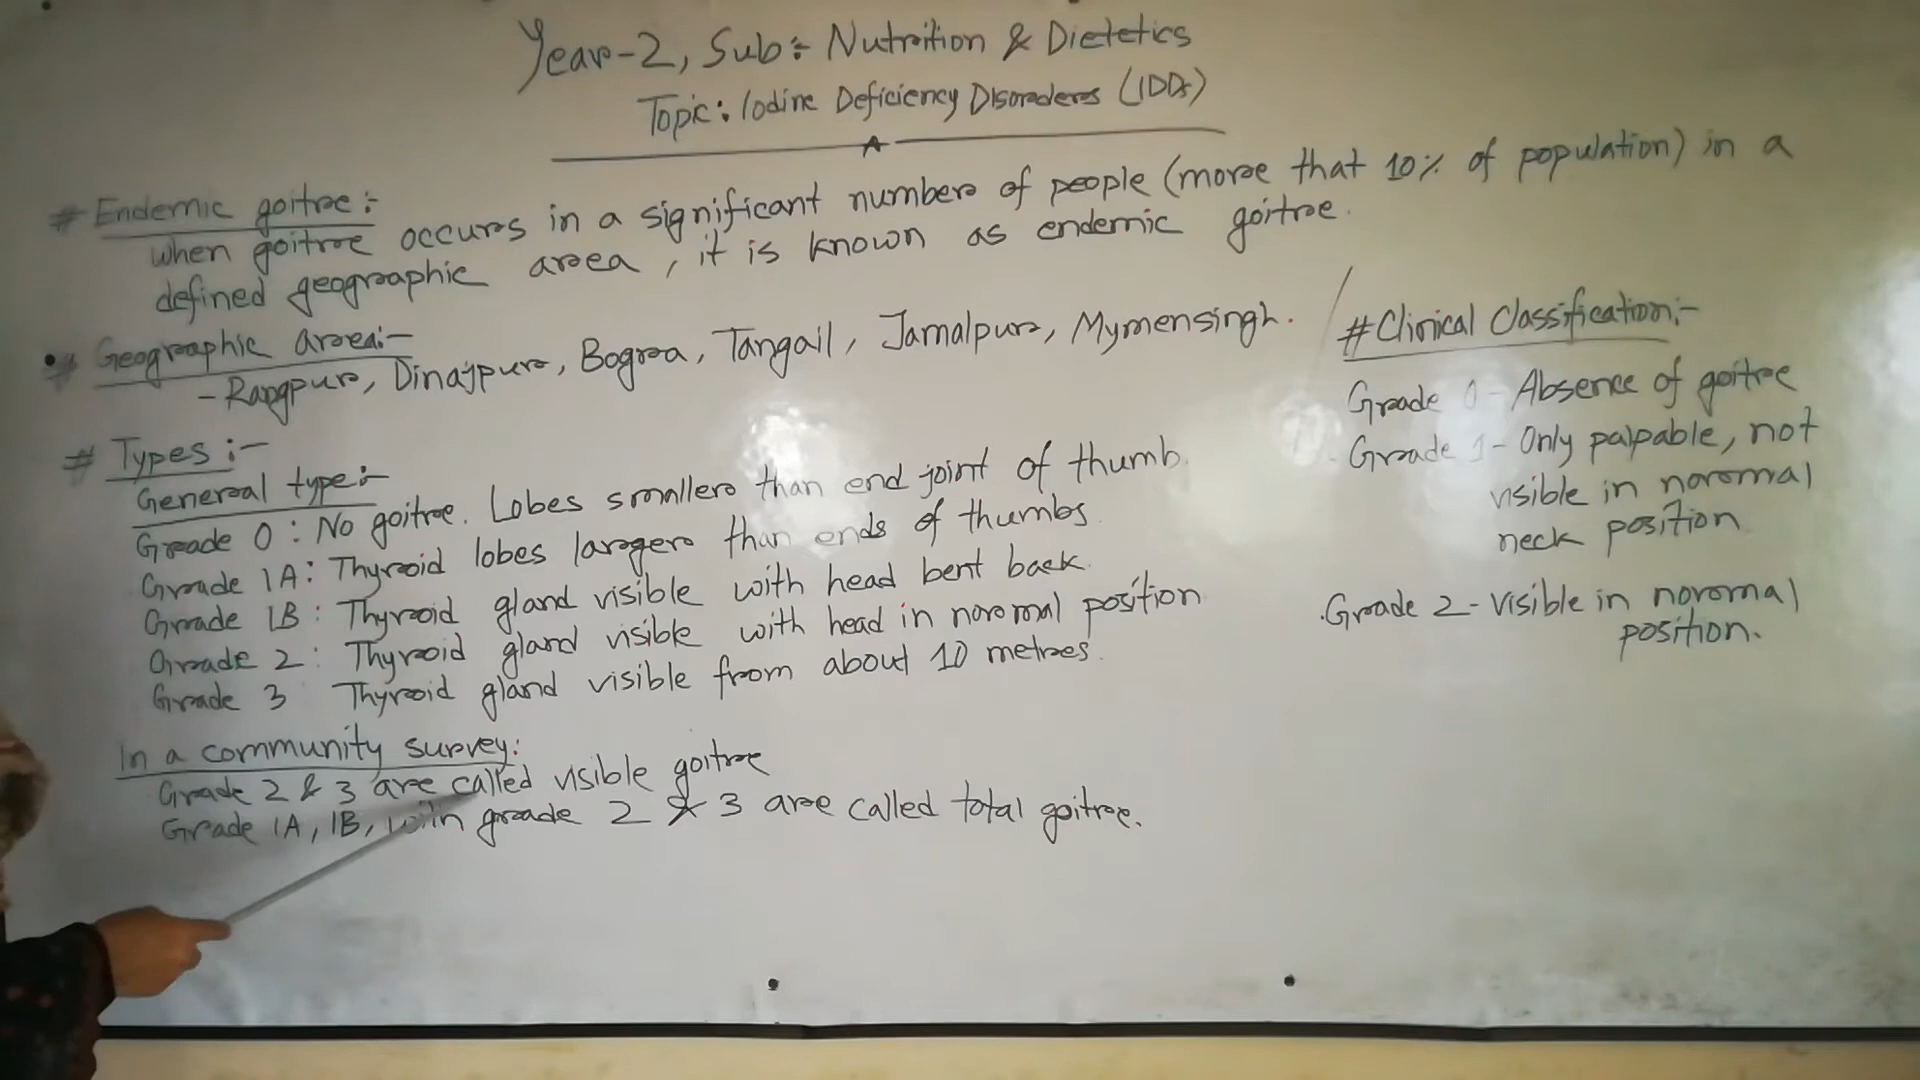 Year-2, Sub: Nutrition & Dietetics
Topic: Iodine Deficiency Disorders (IDDs)
# Endemic goitre:-
when goitre occurs in a significant number of people (more that 10% of population) in a
defined geographic area, it is known as endemic goitre.
# Geographic area:-
- Rangpur, Dinajpur, Bogra, Tangail, Jamalpur, Mymensingh.
# Types:-
General type:-
Grade 0: No goitre. Lobes smaller than end joint of thumb.
Grade 1A: Thyroid lobes larger than ends of thumbs.
Grade 1B: Thyroid gland visible with head bent back.
Grade 2: Thyroid gland visible with head in normal position
Grade 3 Thyroid gland visible from about 10 metres.
In a community survey:
Grade 2 & 3 are called visible goitre
Grade 1A, 1B, with grade 2 & 3 are called total goitre.
# Clinical Classification:-
Grade 0 - Absence of goitre
Grade 1 - Only palpable, not
visible in normal
neck position
Grade 2 - visible in normal
position.